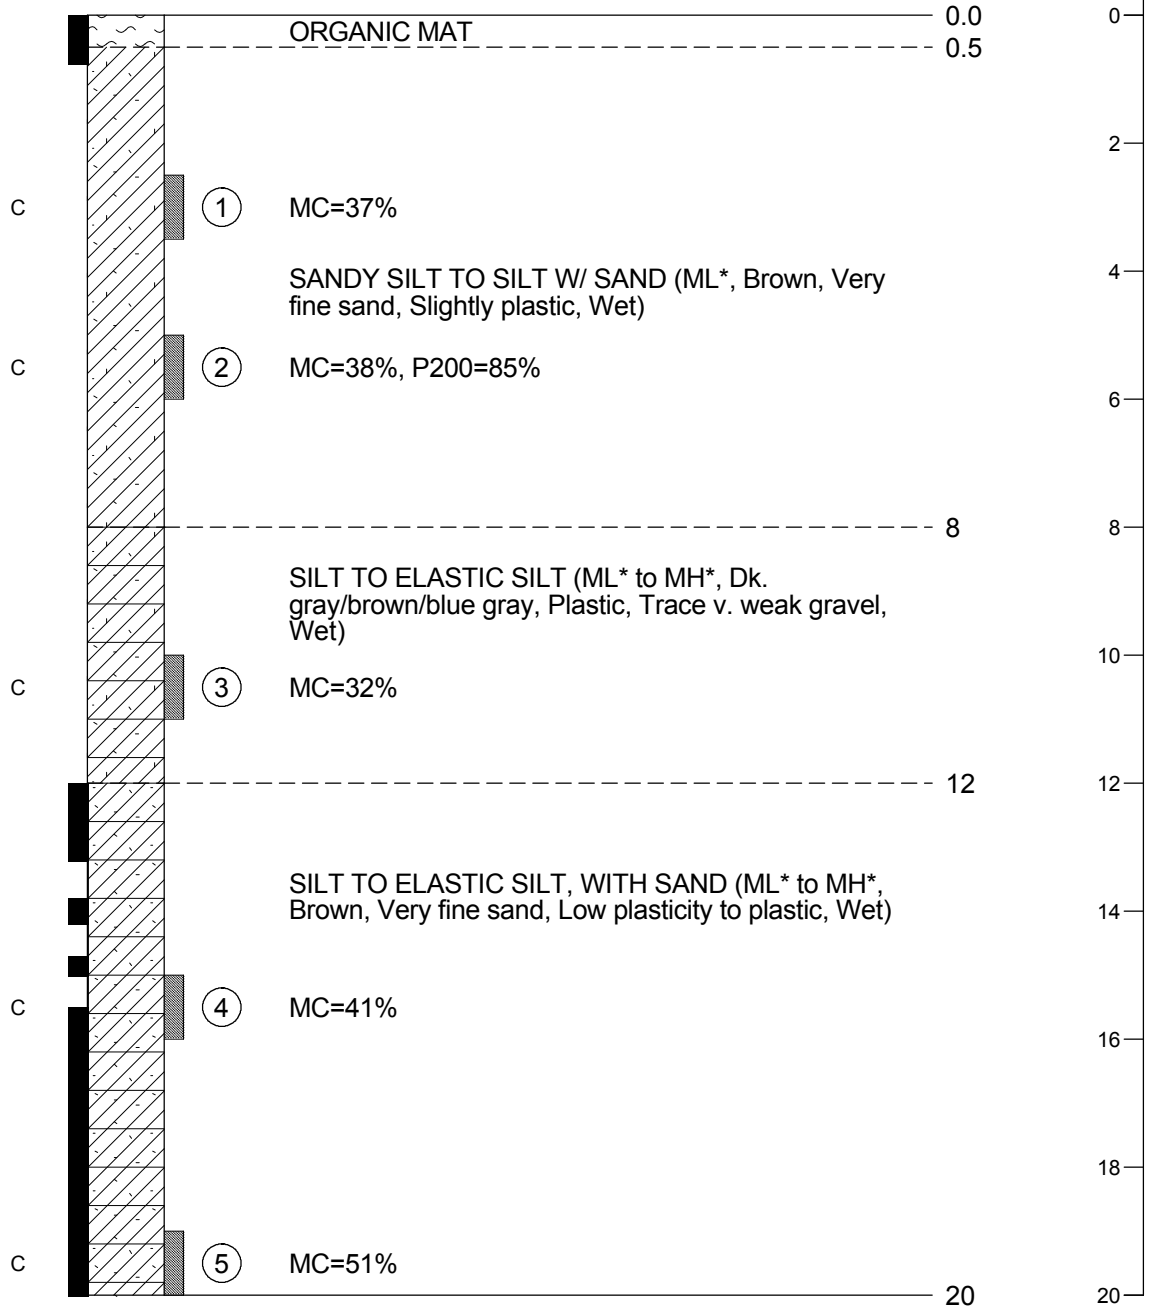 0.0
0
ORGANIC MAT
0.5
2
C 1 MC=37%
4
SANDY SILT TO SILT W/ SAND (ML*, Brown, Very
fine sand, Slightly plastic, Wet)
C 2 MC=38%, P200=85%
6
8
8
SILT TO ELASTIC SILT (ML* to MH*, Dk.
gray/brown/blue gray, Plastic, Trace v. weak gravel,
Wet)
10
C 3 MC=32%
12
12
SILT TO ELASTIC SILT, WITH SAND (ML* to MH*,
Brown, Very fine sand, Low plasticity to plastic, Wet)
14
C 4 MC=41%
16
18
C 5 MC=51%
20
20